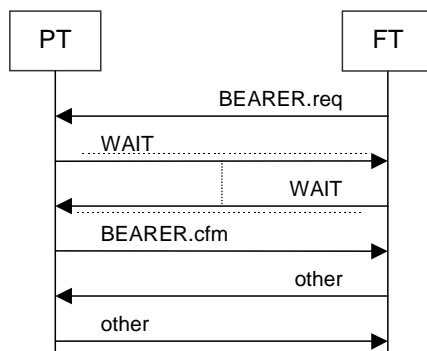 PT FT
BEARER.req
WAIT
WAIT
BEARER.cfm
other
other